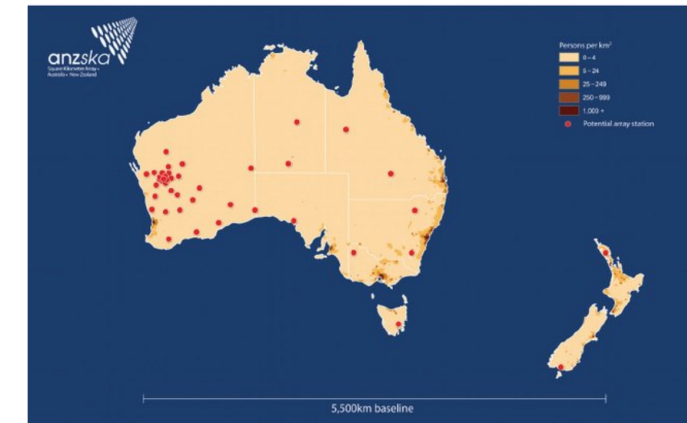 anzska
Square Kilometre Array •
Australia • New Zealand
Persons per km²
0 – 4
5 – 24
25 – 249
250 – 999
1,000 +
Potential array station
5,500km baseline